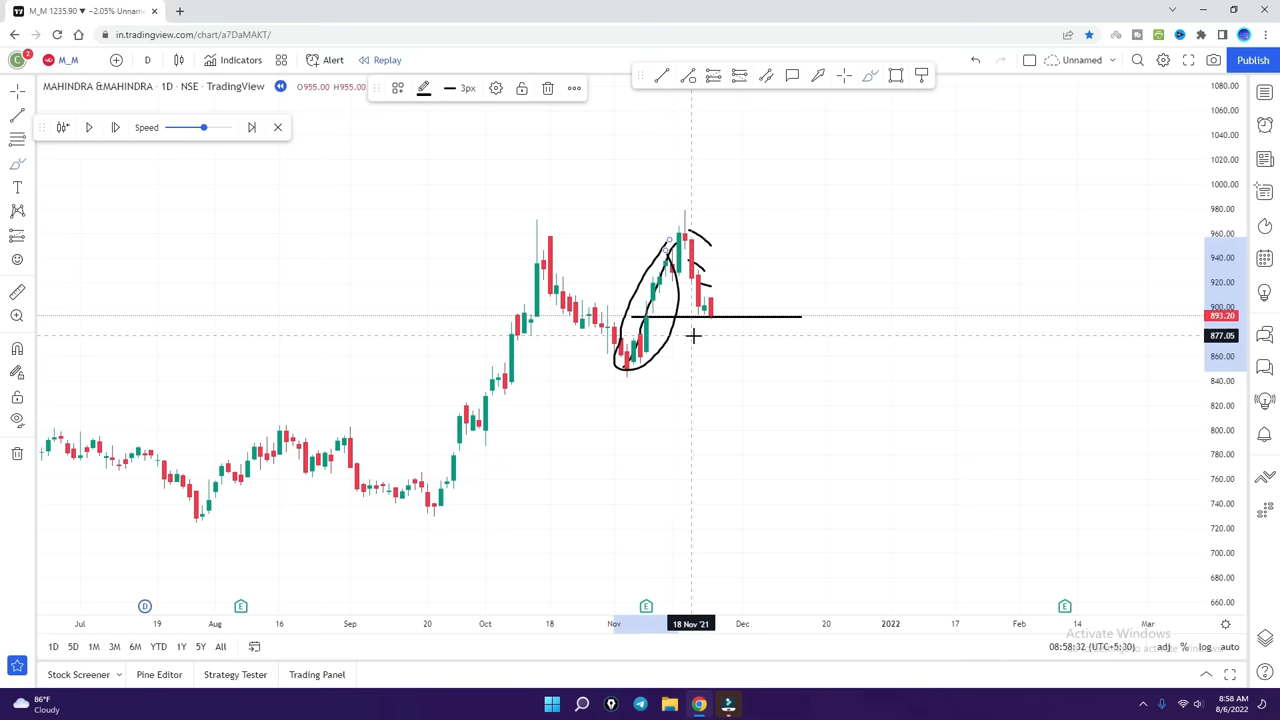 M_M 1235.90 ▼ −2.05% Unnam
in.tradingview.com/chart/a7DaMAKT/
C 2 M_M D Indicators Alert Replay Unnamed Publish
MAHINDRA &MAHINDRA · 1D · NSE · TradingView O955.00 H955.00
3px
Speed
1080.00
1060.00
1040.00
1020.00
1000.00
980.00
960.00
940.00
920.00
900.00
893.20
877.05
860.00
840.00
820.00
800.00
780.00
760.00
740.00
720.00
700.00
680.00
660.00
D E E E
Jul 19 Aug 16 Sep 20 Oct 18 Nov 18 Nov '21 Dec 20 2022 17 Feb Mar
Activate Windows
1D 5D 1M 3M 6M YTD 1Y 5Y All 08:58:32 (UTC+5:30) adj % log auto
Stock Screener Pine Editor Strategy Tester Trading Panel
86°F
Cloudy
8:58 AM
8/6/2022